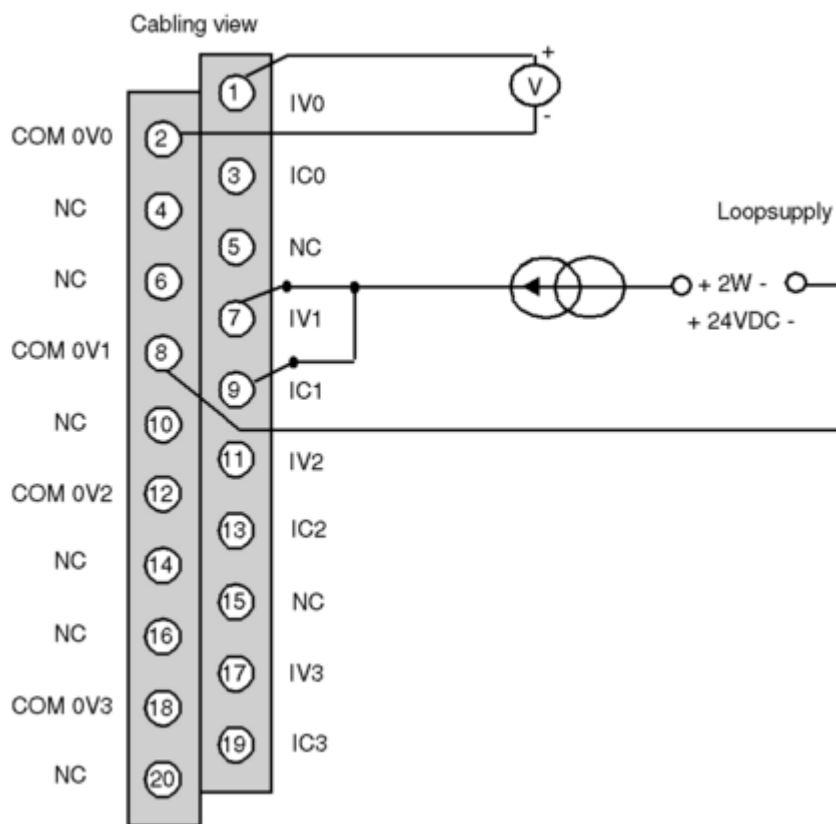 Cabling view
+
1
V
IV0
-
COM 0V0
2
3
IC0
NC
4
Loopsupply
5
NC
NC
6
+ 2W -
7
IV1
+ 24VDC -
COM 0V1
8
9
IC1
NC
10
11
IV2
COM 0V2
12
13
IC2
NC
14
15
NC
NC
16
17
IV3
COM 0V3
18
19
IC3
NC
20